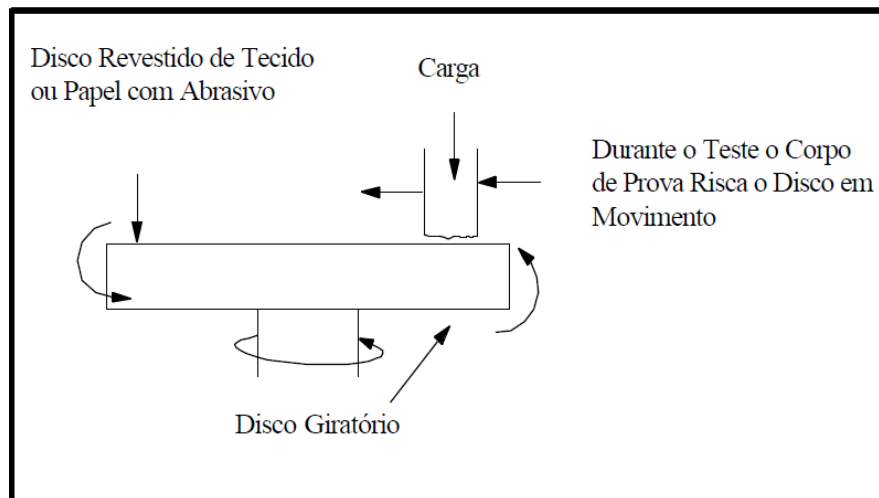 Disco Revestido de Tecido
ou Papel com Abrasivo
Carga
Durante o Teste o Corpo
de Prova Risca o Disco em
Movimento
Disco Giratório